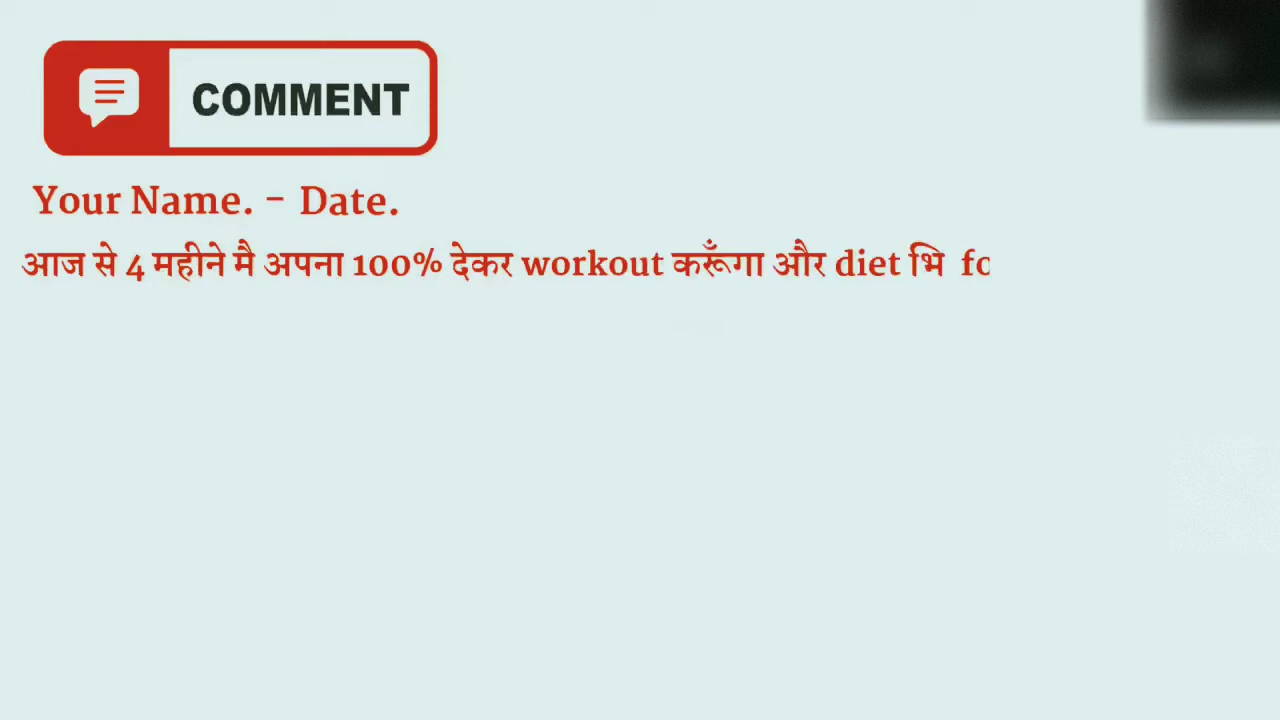 COMMENT
Your Name. - Date.
आज से 4 महीने मै अपना 100% देकर workout करूँगा और diet भि